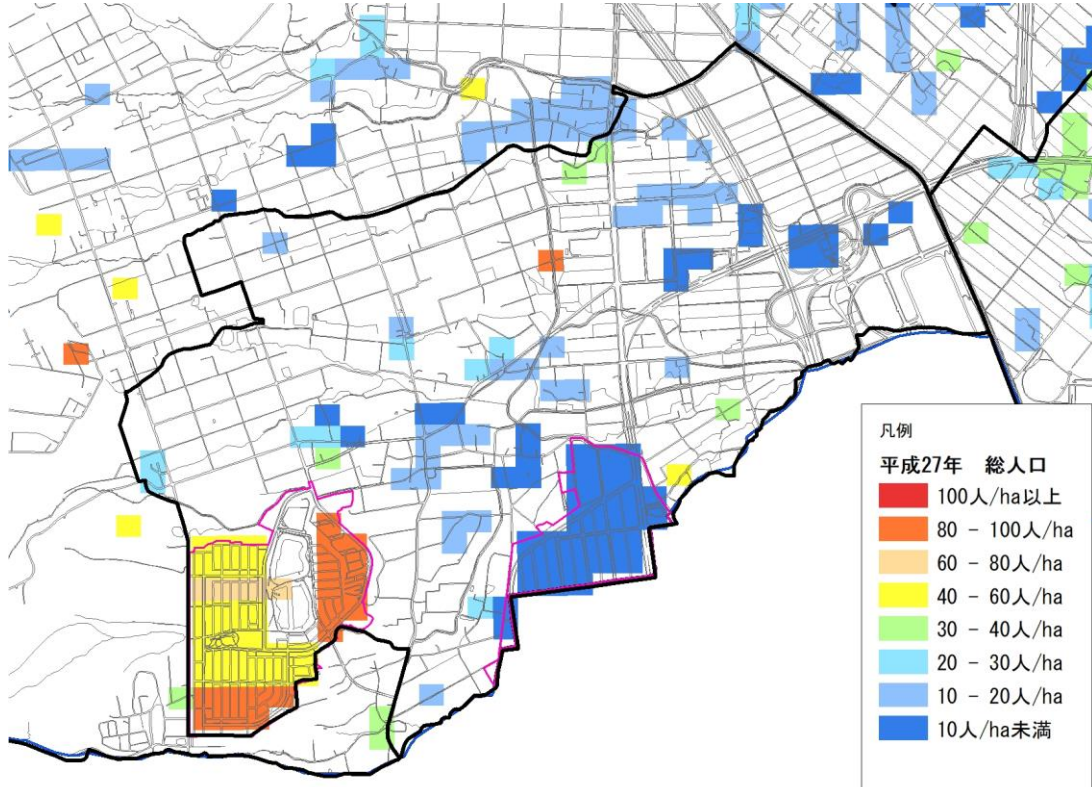 凡例
平成27年 総人口
100人/ha以上
80 - 100人/ha
60 - 80人/ha
40 - 60人/ha
30 - 40人/ha
20 - 30人/ha
10 - 20人/ha
10人/ha未満